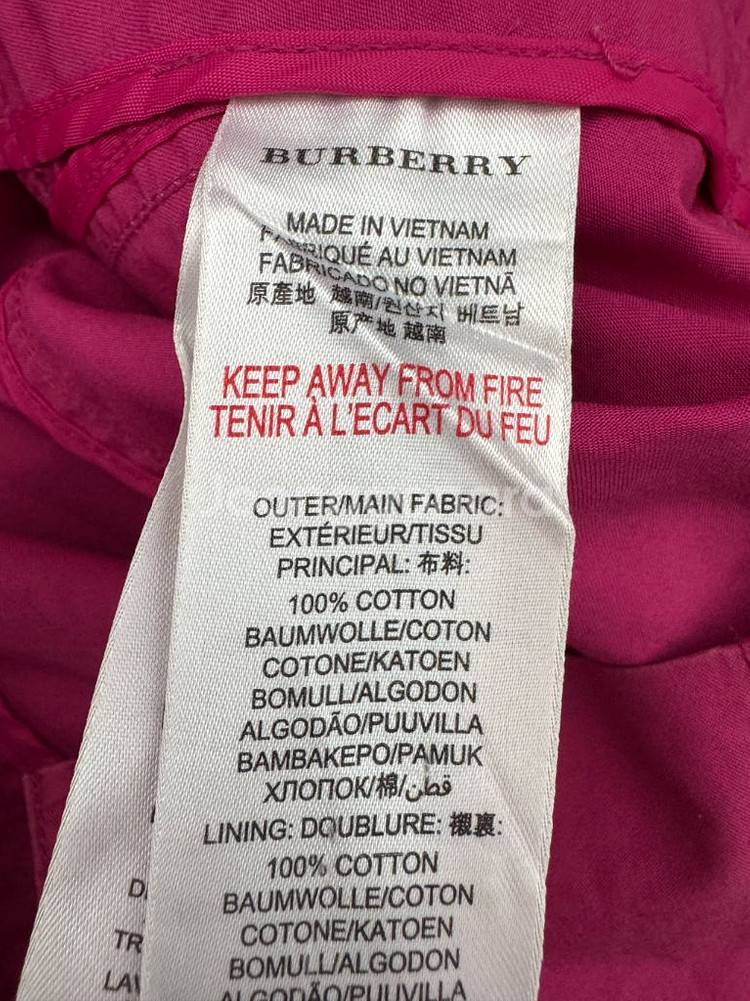 BURBERRY
MADE IN VIETNAM
FABRIQUÉ AU VIETNAM
FABRICADO NO VIETNÃ
原產地 越南/원산지 베트남
原产地 越南
KEEP AWAY FROM FIRE
TENIR À L'ECART DU FEU
OUTER/MAIN FABRIC:
EXTÉRIEUR/TISSU
PRINCIPAL: 布料:
100% COTTON
BAUMWOLLE/COTON
COTONE/KATOEN
BOMULL/ALGODON
ALGODÃO/PUUVILLA
BAMBAKEPO/PAMUK
ХЛОПОК/棉/قطن
LINING: DOUBLURE: 襯裏:
100% COTTON
BAUMWOLLE/COTON
COTONE/KATOEN
BOMULL/ALGODON
ALGODÃO/PUUVILLA